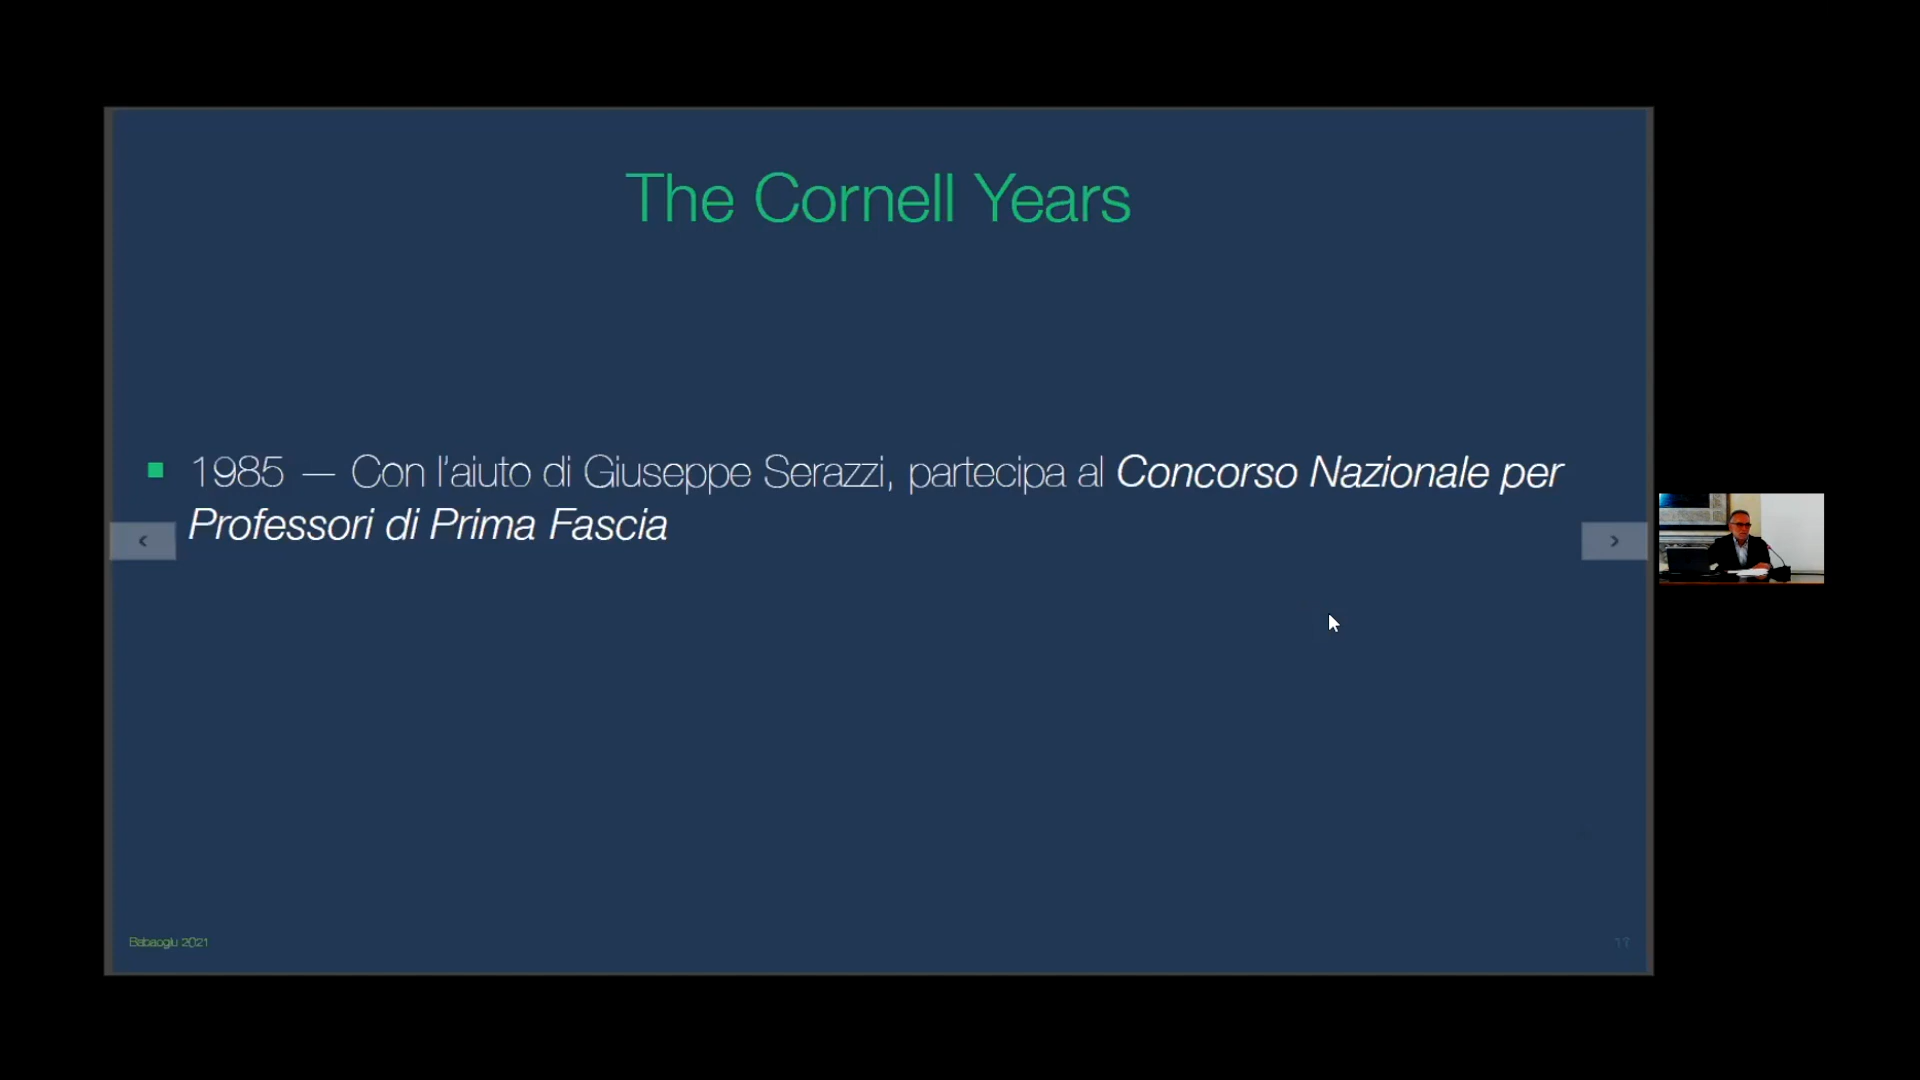 The Cornell Years
1985 — Con l'aiuto di Giuseppe Serazzi, partecipa al Concorso Nazionale per
Professori di Prima Fascia
Babaoglu 2021
17